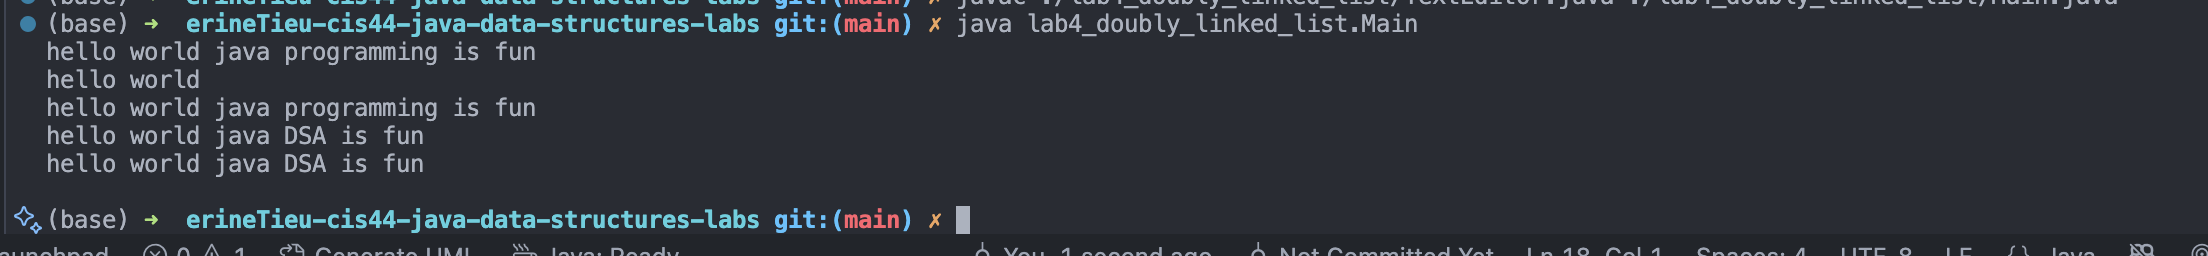 (base) ➜ erineTieu-cis44-java-data-structures-labs git:(main) ✗ javac ./lab4_doubly_linked_list/TextEditor.java ./lab4_doubly_linked_list/Main.java
(base) ➜ erineTieu-cis44-java-data-structures-labs git:(main) ✗ java lab4_doubly_linked_list.Main
hello world java programming is fun
hello world
hello world java programming is fun
hello world java DSA is fun
hello world java DSA is fun
(base) ➜ erineTieu-cis44-java-data-structures-labs git:(main) ✗
aunchpad 0 1 Generate UML Java: Ready You, 1 second ago Not Committed Yet Ln 18, Col 1 Spaces: 4 UTF-8 LF {} Java